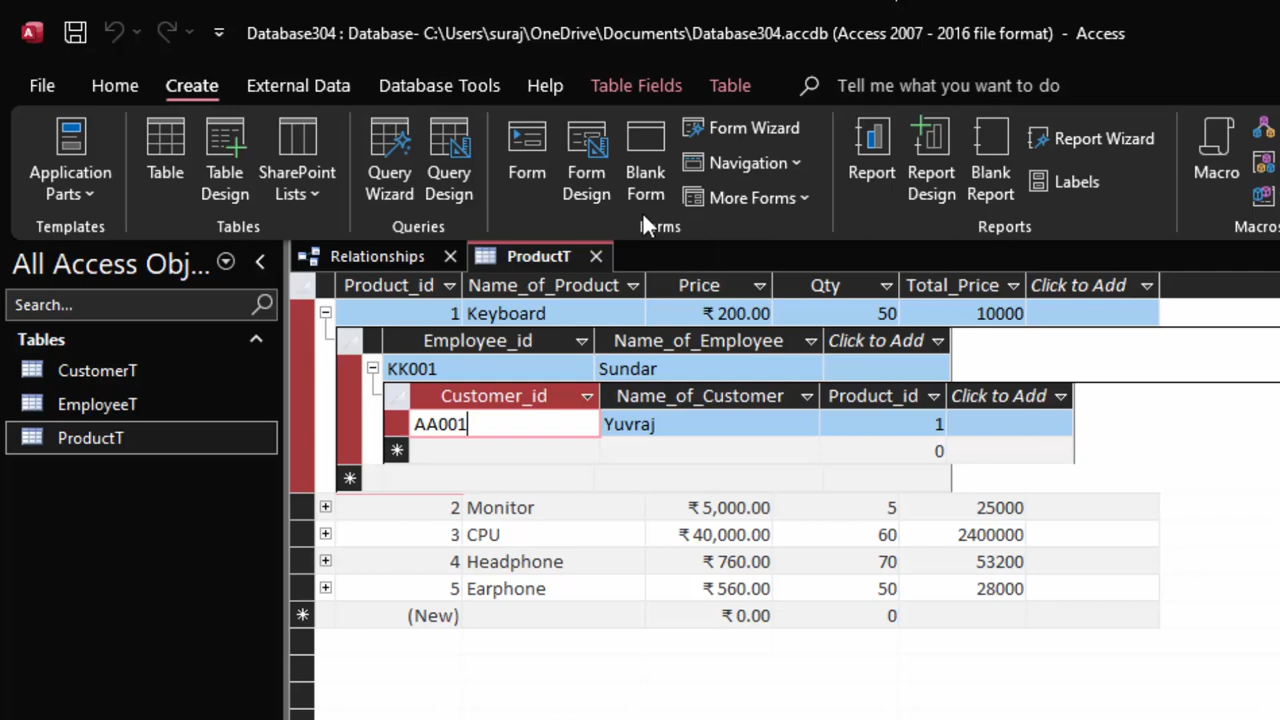 Database304 : Database- C:\Users\suraj\OneDrive\Documents\Database304.accdb (Access 2007 - 2016 file format) - Access
File Home Create External Data Database Tools Help Table Fields Table Tell me what you want to do
Application Parts
Templates
Table
Table Design
SharePoint Lists
Tables
Query Wizard
Query Design
Queries
Form
Form Design
Blank Form
Form Wizard
Navigation
More Forms
Report
Report Design
Blank Report
Report Wizard
Labels
Reports
Macro
All Access Obj...
Search...
Tables
CustomerT
EmployeeT
ProductT
Relationships
ProductT
Product_id Name_of_Product Price Qty Total_Price Click to Add
1 Keyboard ₹ 200.00 50 10000
Employee_id Name_of_Employee Click to Add
KK001 Sundar
Customer_id Name_of_Customer Product_id Click to Add
AA001 Yuvraj 1
0
2 Monitor ₹ 5,000.00 5 25000
3 CPU ₹ 40,000.00 60 2400000
4 Headphone ₹ 760.00 70 53200
5 Earphone ₹ 560.00 50 28000
(New) ₹ 0.00 0